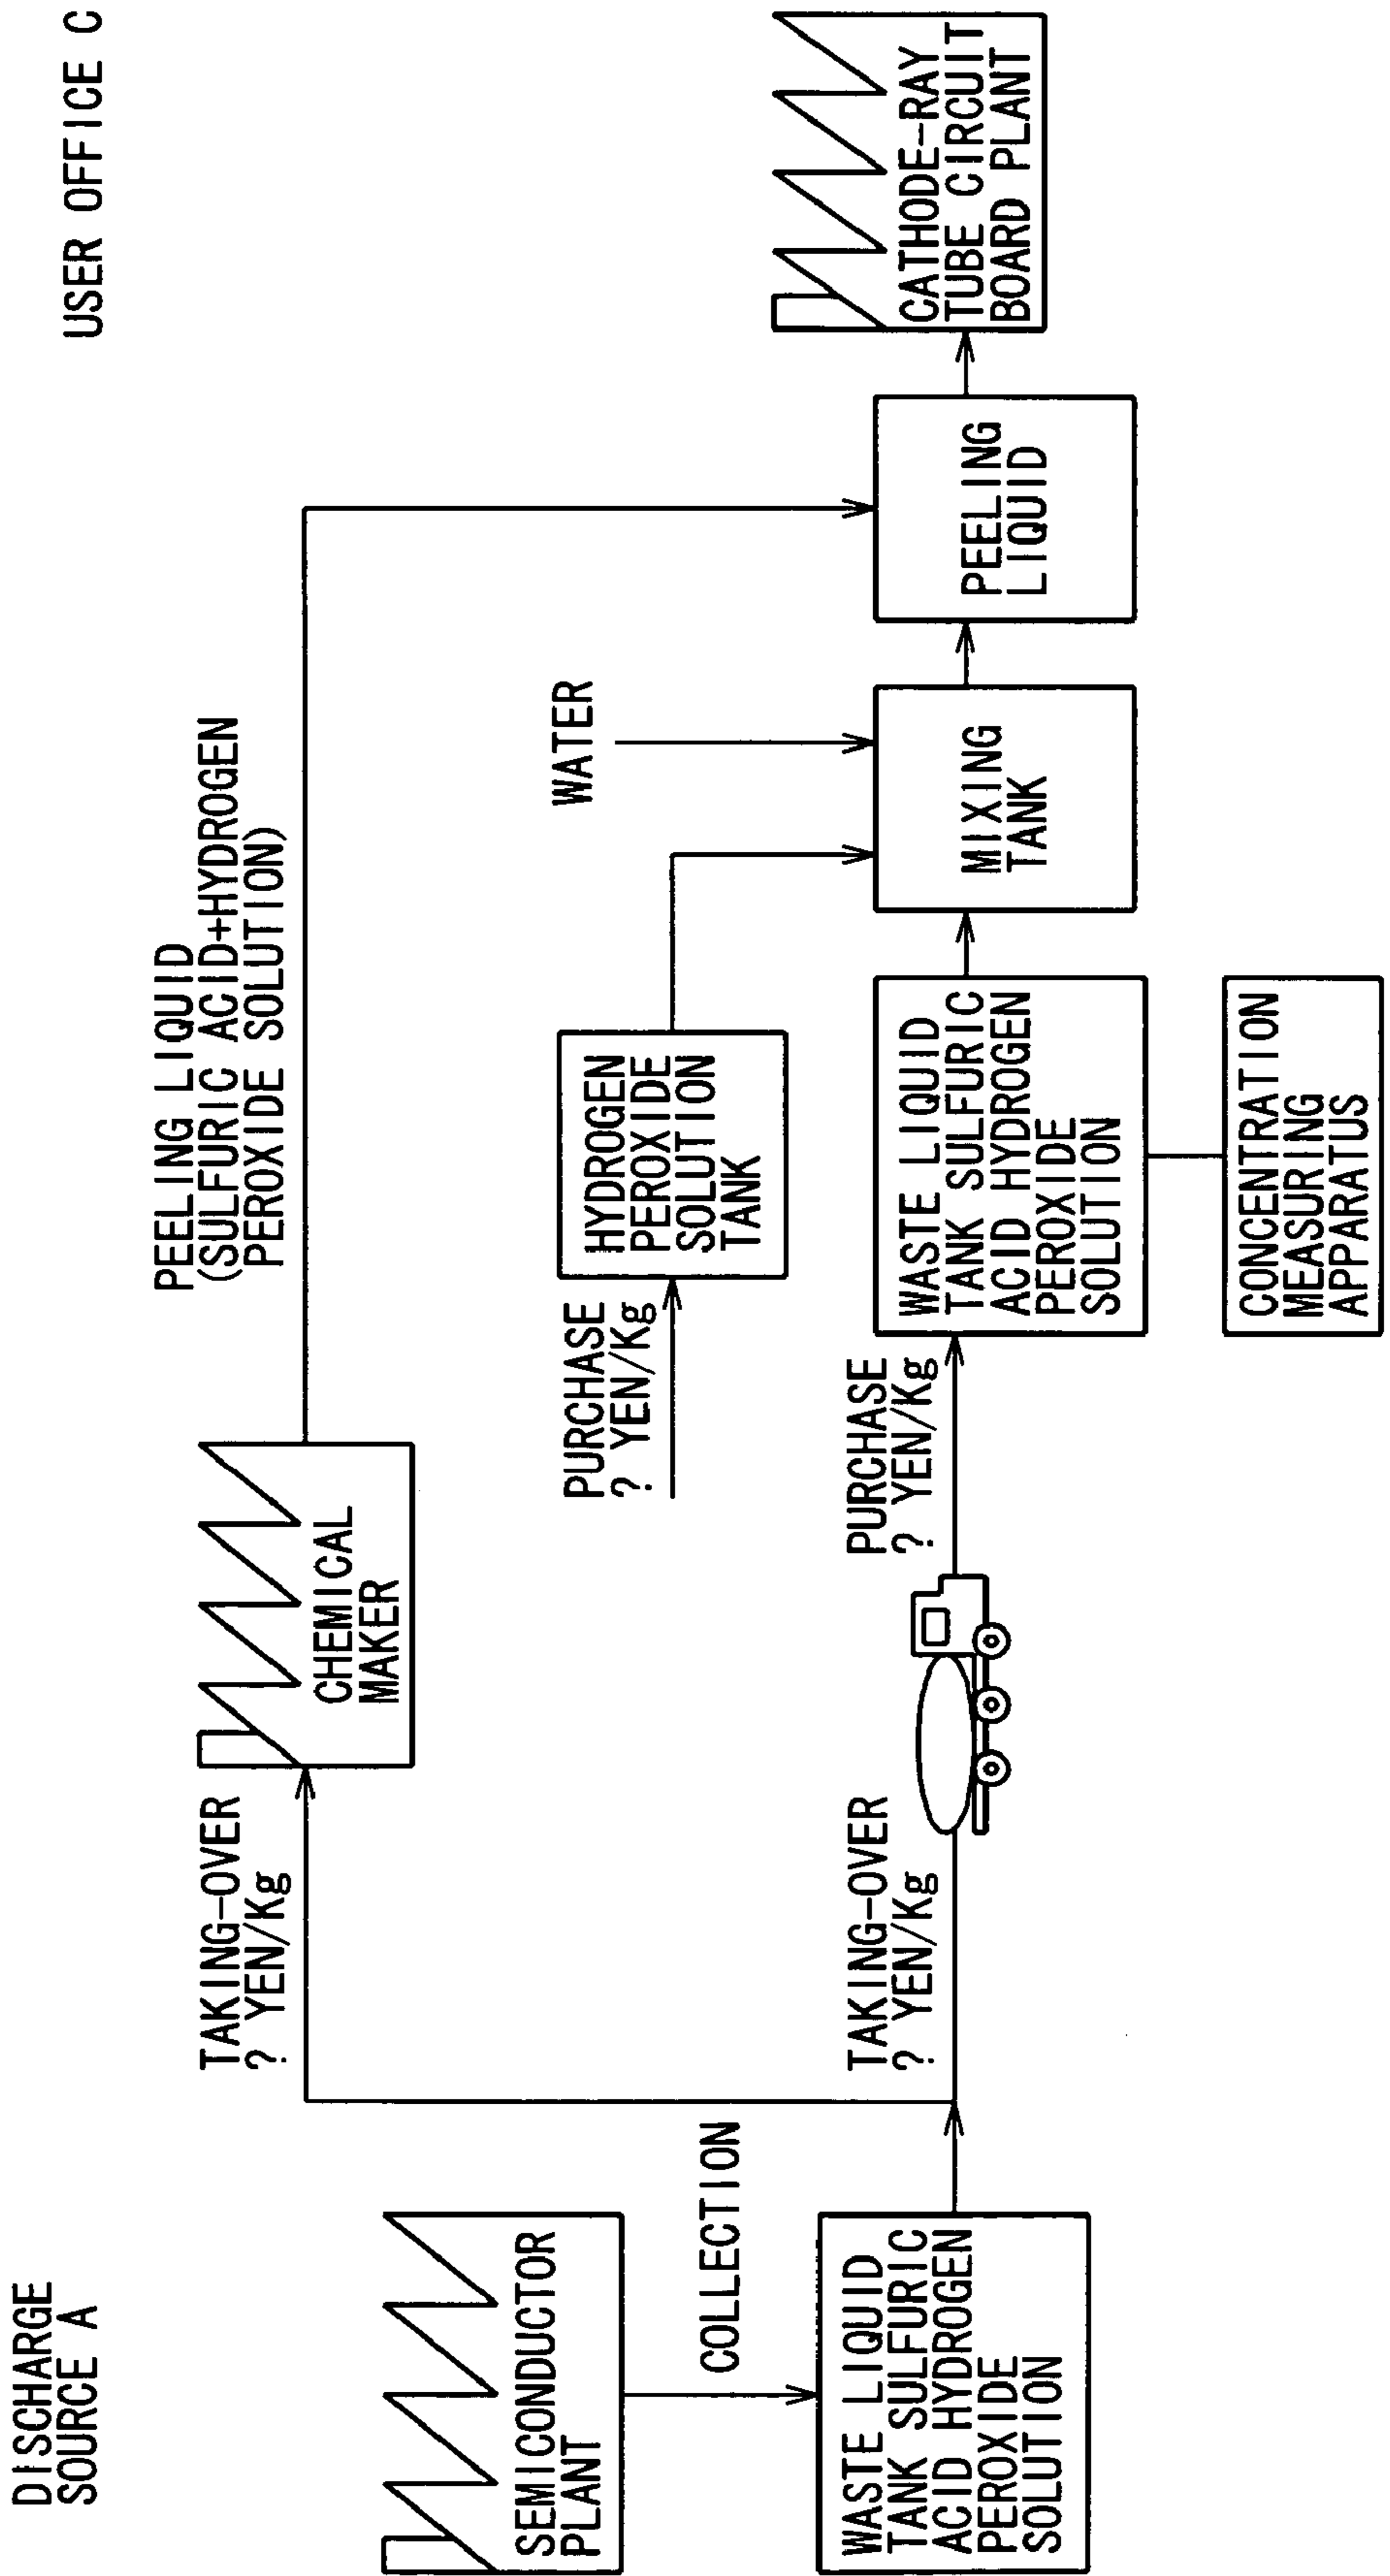 DISCHARGE
SOURCE A
USER OFFICE C
PEELING LIQUID
(SULFURIC ACID+HYDROGEN
PEROXIDE SOLUTION)
TAKING-OVER
? YEN/Kg
CHEMICAL
MAKER
SEMICONDUCTOR
PLANT
COLLECTION
WASTE LIQUID
TANK SULFURIC
ACID HYDROGEN
PEROXIDE
SOLUTION
TAKING-OVER
? YEN/Kg
PURCHASE
? YEN/Kg
HYDROGEN
PEROXIDE
SOLUTION
TANK
WATER
PURCHASE
? YEN/Kg
WASTE LIQUID
TANK SULFURIC
ACID HYDROGEN
PEROXIDE
SOLUTION
CONCENTRATION
MEASURING
APPARATUS
MIXING
TANK
PEELING
LIQUID
CATHODE-RAY
TUBE CIRCUIT
BOARD PLANT